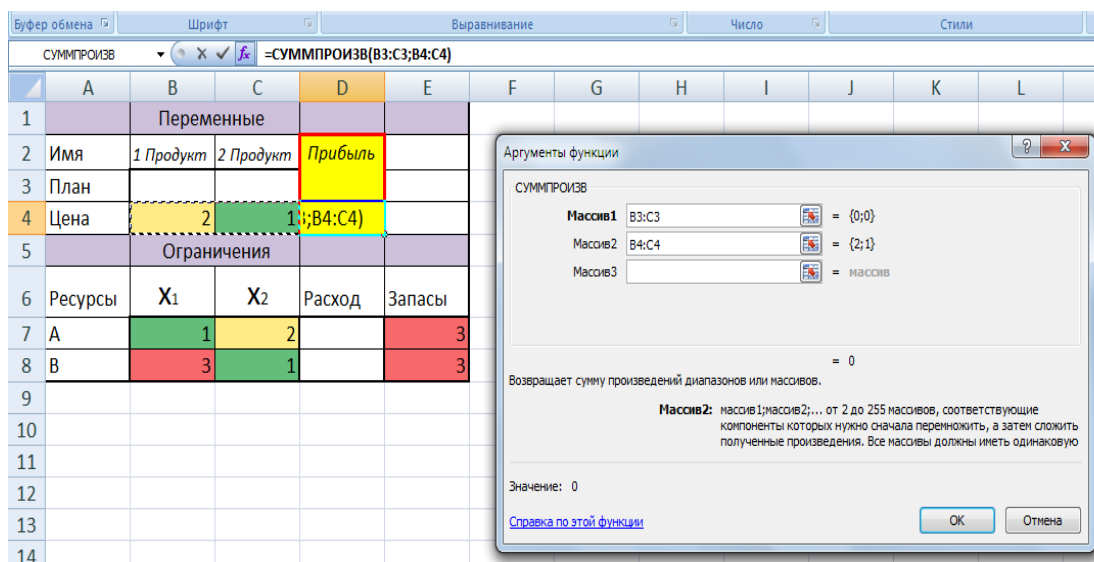 Буфер обмена Шрифт Выравнивание Число Стили
СУММПРОИЗВ fx =СУММПРОИЗВ(B3:C3;B4:C4)
A B C D E F G H I J K L
1 Переменные
2 Имя 1 Продукт 2 Продукт Прибыль
3 План
4 Цена 2 1 ;B4:C4)
5 Ограничения
6 Ресурсы X1 X2 Расход Запасы
7 A 1 2 3
8 B 3 1 3
9
10
11
12
13
14
Аргументы функции
СУММПРОИЗВ
Массив1 B3:C3 = {0;0}
Массив2 B4:C4 = {2;1}
Массив3 = массив
= 0
Возвращает сумму произведений диапазонов или массивов.
Массив2: массив1;массив2;... от 2 до 255 массивов, соответствующие
компоненты которых нужно сначала перемножить, а затем сложить
полученные произведения. Все массивы должны иметь одинаковую
Значение: 0
Справка по этой функции ОК Отмена